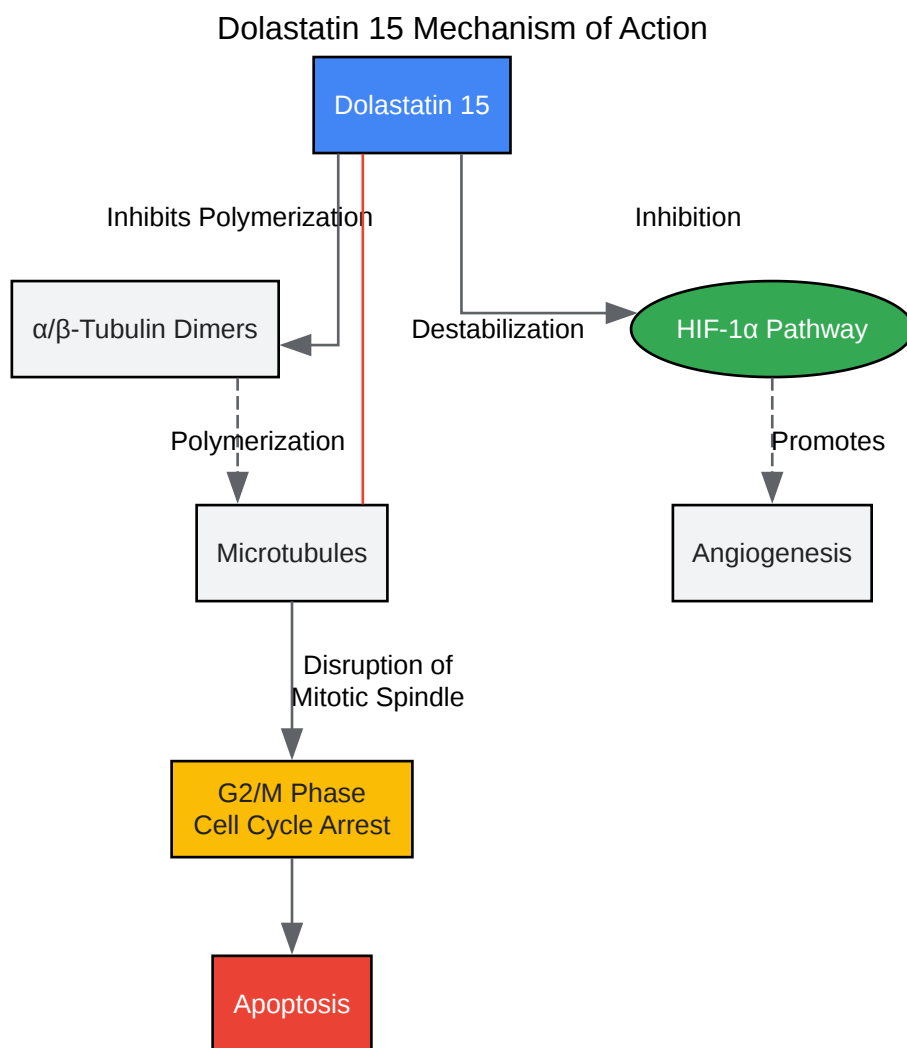 Dolastatin 15 Mechanism of Action
Dolastatin 15
Inhibits Polymerization
Inhibition
α/β-Tubulin Dimers
Destabilization
HIF-1α Pathway
Polymerization
Promotes
Microtubules
Angiogenesis
Disruption of
Mitotic Spindle
G2/M Phase
Cell Cycle Arrest
Apoptosis